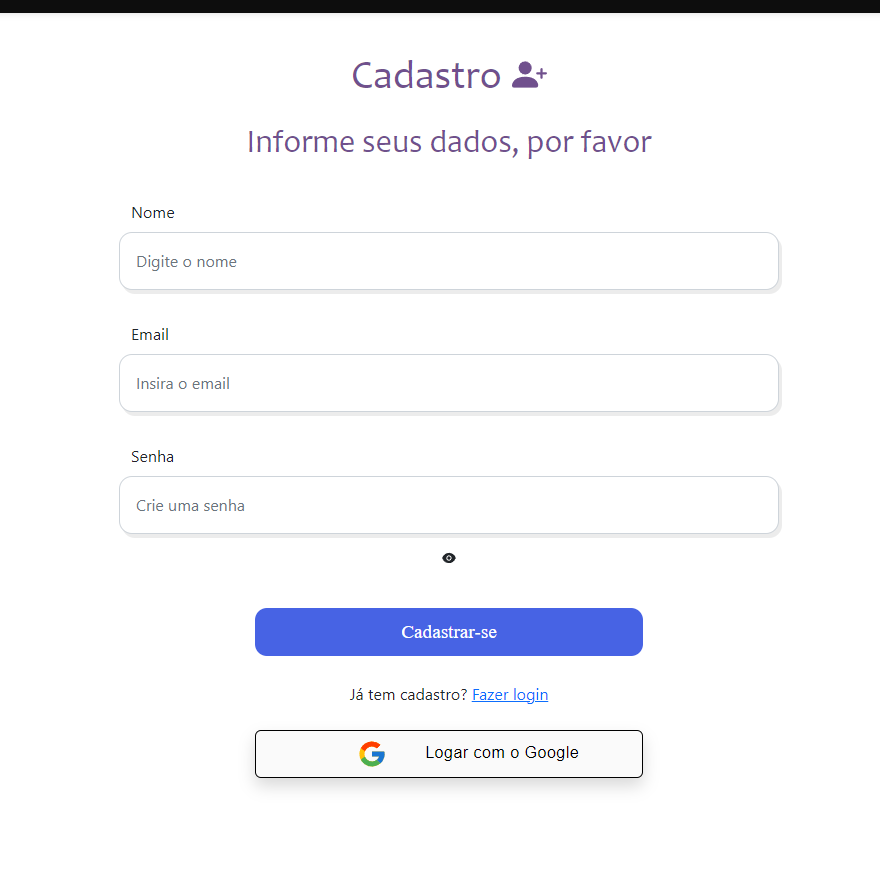 Cadastro
Informe seus dados, por favor
Nome
Digite o nome
Email
Insira o email
Senha
Crie uma senha
Cadastrar-se
Já tem cadastro? Fazer login
Logar com o Google